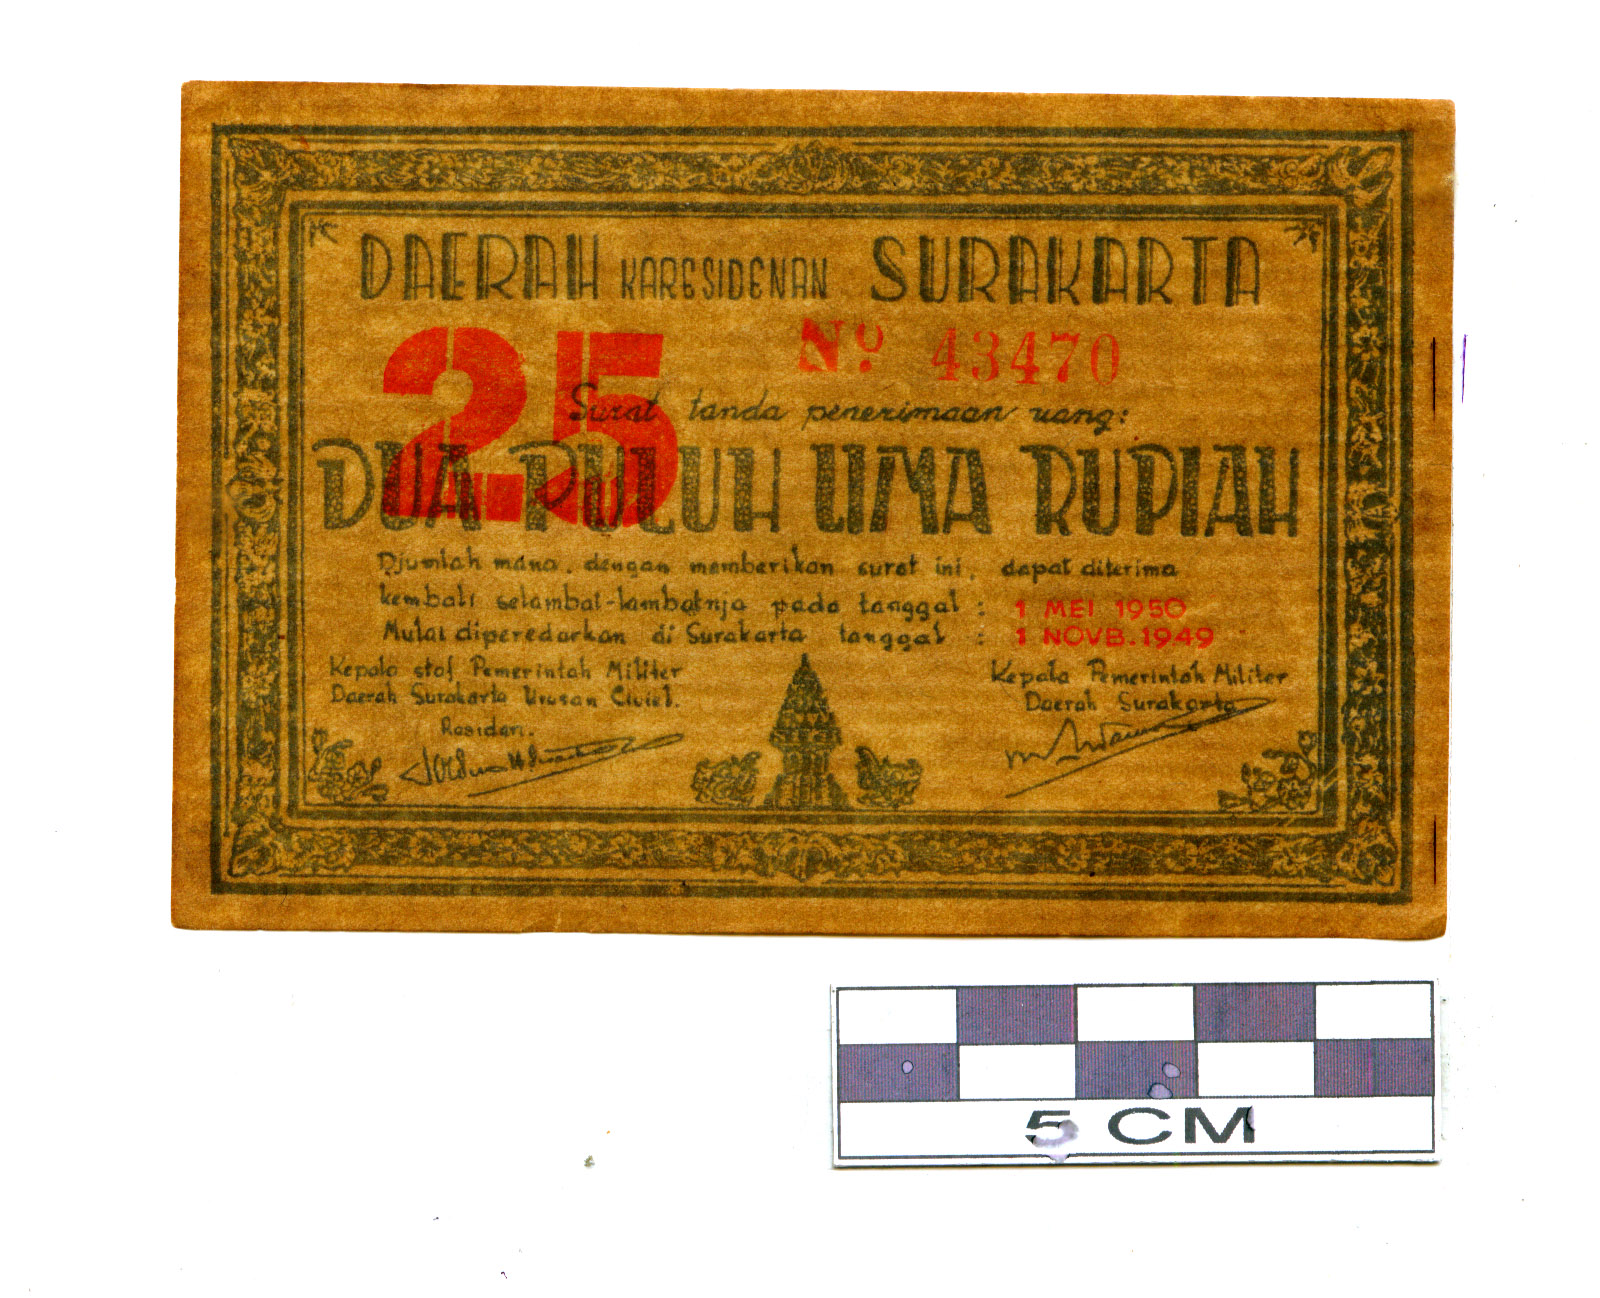 DAERAH KARESIDENAN SURAKARTA
25
No. 43470
Surat tanda penerimaan uang:
DUA PULUH LIMA RUPIAH
Djumlah mana, dengan memberikan surat ini, dapat diterima
kembali selambat-lambatnja pada tanggal : 1 MEI 1950
Mulai diperedarkan di Surakarta tanggal : 1 NOVB. 1949
Kepala staf Pemerintah Militer
Daerah Surakarta Urusan Civiel.
Residen.
Kepala Pemerintah Militer
Daerah Surakarta
5 CM